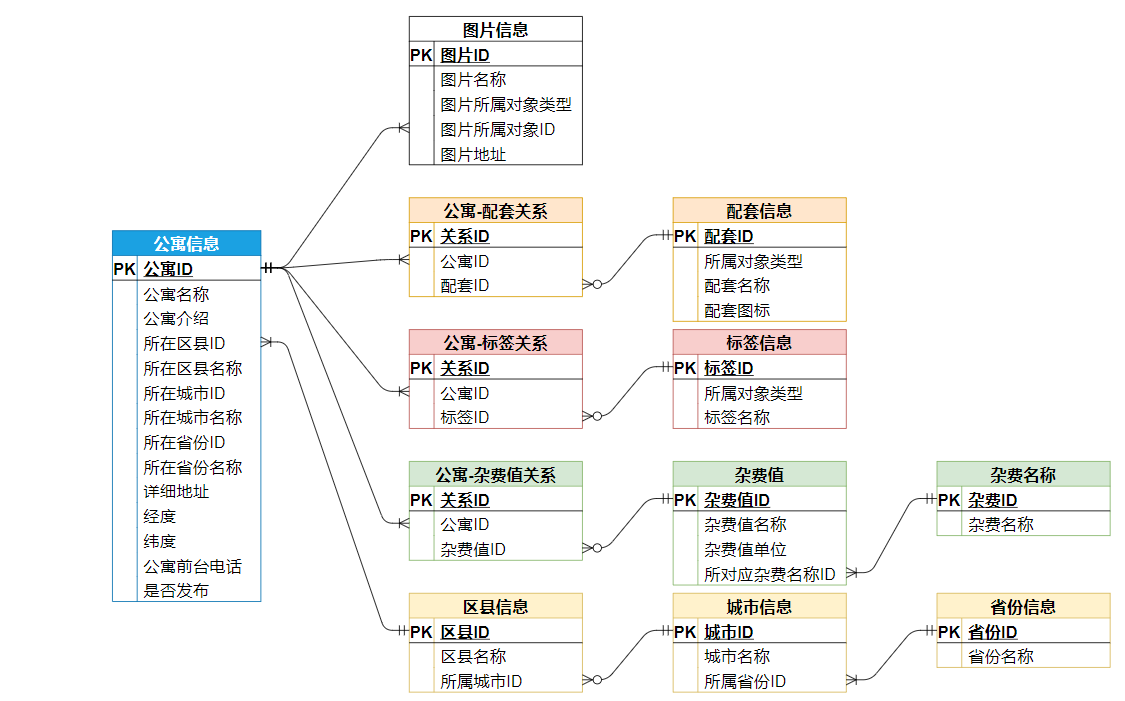 图片信息
PK 图片ID
图片名称
图片所属对象类型
图片所属对象ID
图片地址
公寓信息
PK 公寓ID
公寓名称
公寓介绍
所在区县ID
所在区县名称
所在城市ID
所在城市名称
所在省份ID
所在省份名称
详细地址
经度
纬度
公寓前台电话
是否发布
公寓-配套关系
PK 关系ID
公寓ID
配套ID
配套信息
PK 配套ID
所属对象类型
配套名称
配套图标
公寓-标签关系
PK 关系ID
公寓ID
标签ID
标签信息
PK 标签ID
所属对象类型
标签名称
公寓-杂费值关系
PK 关系ID
公寓ID
杂费值ID
杂费值
PK 杂费值ID
杂费值名称
杂费值单位
所对应杂费名称ID
杂费名称
PK 杂费ID
杂费名称
区县信息
PK 区县ID
区县名称
所属城市ID
城市信息
PK 城市ID
城市名称
所属省份ID
省份信息
PK 省份ID
省份名称